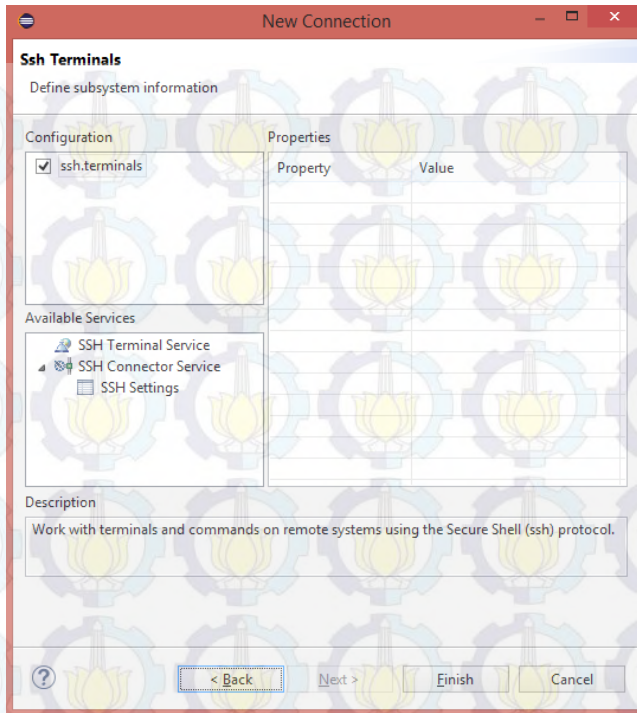 New Connection
Ssh Terminals
Define subsystem information
Configuration
Properties
ssh.terminals
Property Value
Available Services
SSH Terminal Service
SSH Connector Service
SSH Settings
Description
Work with terminals and commands on remote systems using the Secure Shell (ssh) protocol.
< Back Next > Finish Cancel